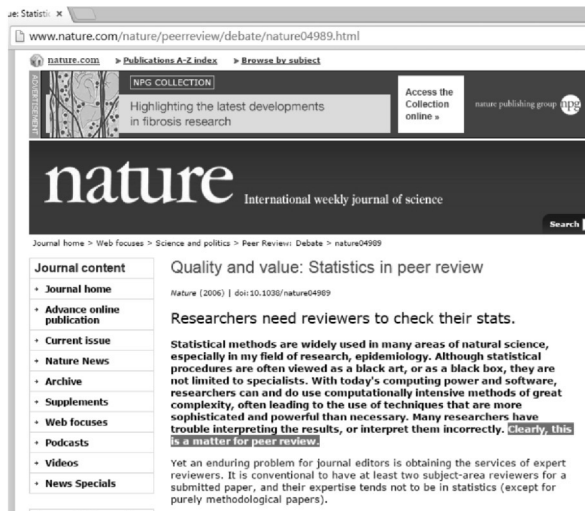 ue: Statistic ×
www.nature.com/nature/peerreview/debate/nature04989.html
nature.com ▸ Publications A-Z index ▸ Browse by subject
ADVERTISEMENT
NPG COLLECTION
Highlighting the latest developments
in fibrosis research
Access the
Collection
online »
nature publishing group npg
nature International weekly journal of science
Search
Journal home > Web focuses > Science and politics > Peer Review: Debate > nature04989
Journal content
+ Journal home
+ Advance online
publication
+ Current issue
+ Nature News
+ Archive
+ Supplements
+ Web focuses
+ Podcasts
+ Videos
+ News Specials
Quality and value: Statistics in peer review
Nature (2006) | doi:10.1038/nature04989
Researchers need reviewers to check their stats.
Statistical methods are widely used in many areas of natural science,
especially in my field of research, epidemiology. Although statistical
procedures are often viewed as a black art, or as a black box, they are
not limited to specialists. With today's computing power and software,
researchers can and do use computationally intensive methods of great
complexity, often leading to the use of techniques that are more
sophisticated and powerful than necessary. Many researchers have
trouble interpreting the results, or interpret them incorrectly. Clearly, this
is a matter for peer review.
Yet an enduring problem for journal editors is obtaining the services of expert
reviewers. It is conventional to have at least two subject-area reviewers for a
submitted paper, and their expertise tends not to be in statistics (except for
purely methodological papers).